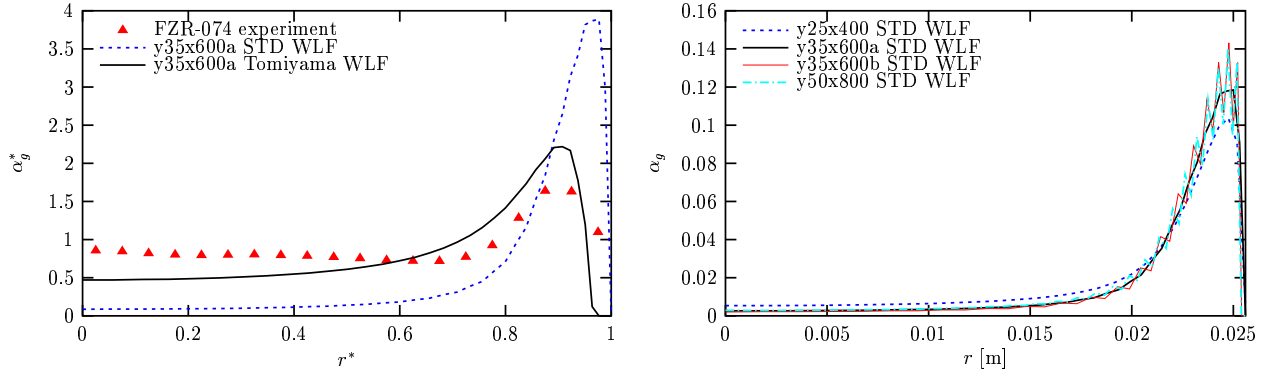 FZR-074 experiment
y35x600a STD WLF
y35x600a Tomiyama WLF
4
3.5
3
2.5
2
1.5
1
0.5
0
α*g
0 0.2 0.4 0.6 0.8 1
r*
y25x400 STD WLF
y35x600a STD WLF
y35x600b STD WLF
y50x800 STD WLF
0.16
0.14
0.12
0.1
0.08
0.06
0.04
0.02
0
αg
0 0.005 0.01 0.015 0.02 0.025
r [m]